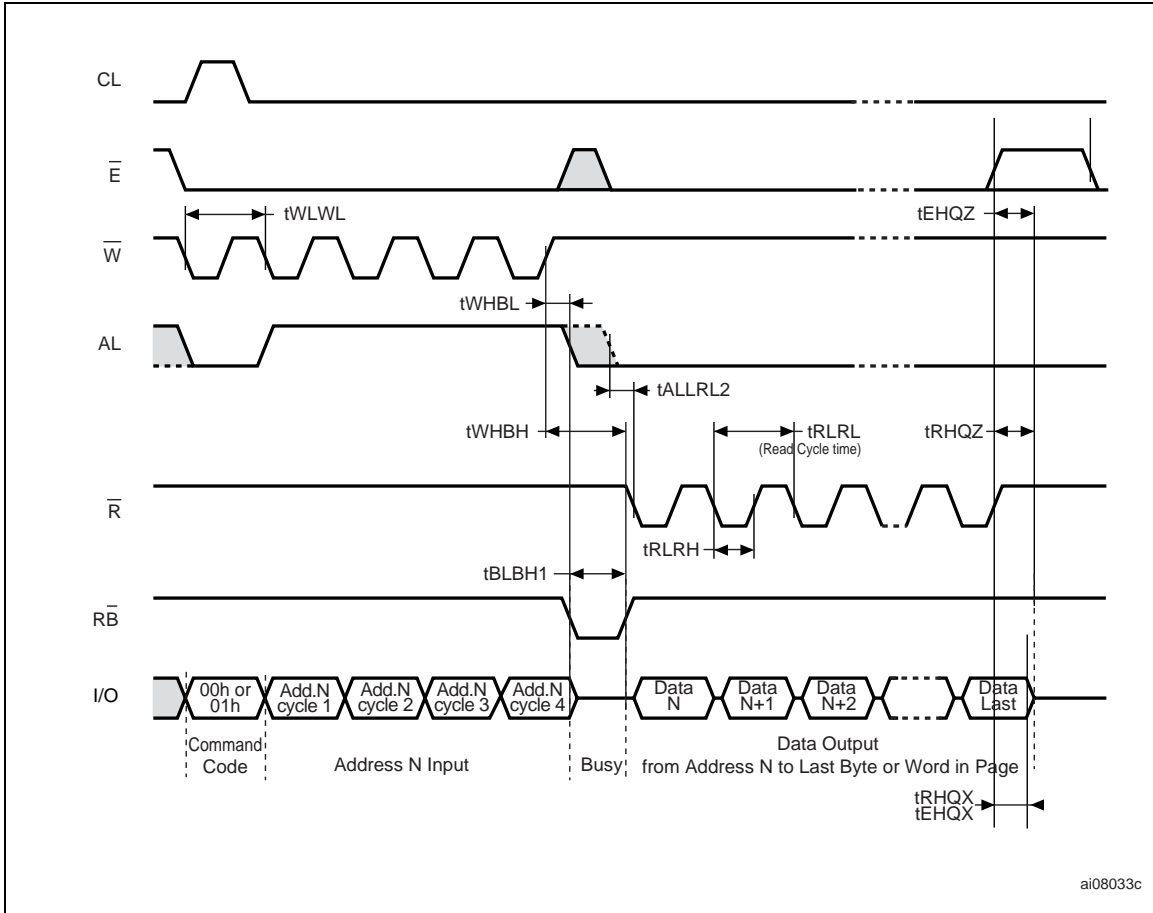 CL
E
tWLWL
tEHQZ
W
tWHBL
AL
tALLRL2
tWHBH
tRLRL
tRHQZ
(Read Cycle time)
R
tRLRH
tBLBH1
RB
I/O
00h or
01h
Add.N
cycle 1
Add.N
cycle 2
Add.N
cycle 3
Add.N
cycle 4
Data
N
Data
N+1
Data
N+2
Data
Last
Command
Code
Address N Input
Busy
Data Output
from Address N to Last Byte or Word in Page
tRHQX
tEHQX
ai08033c